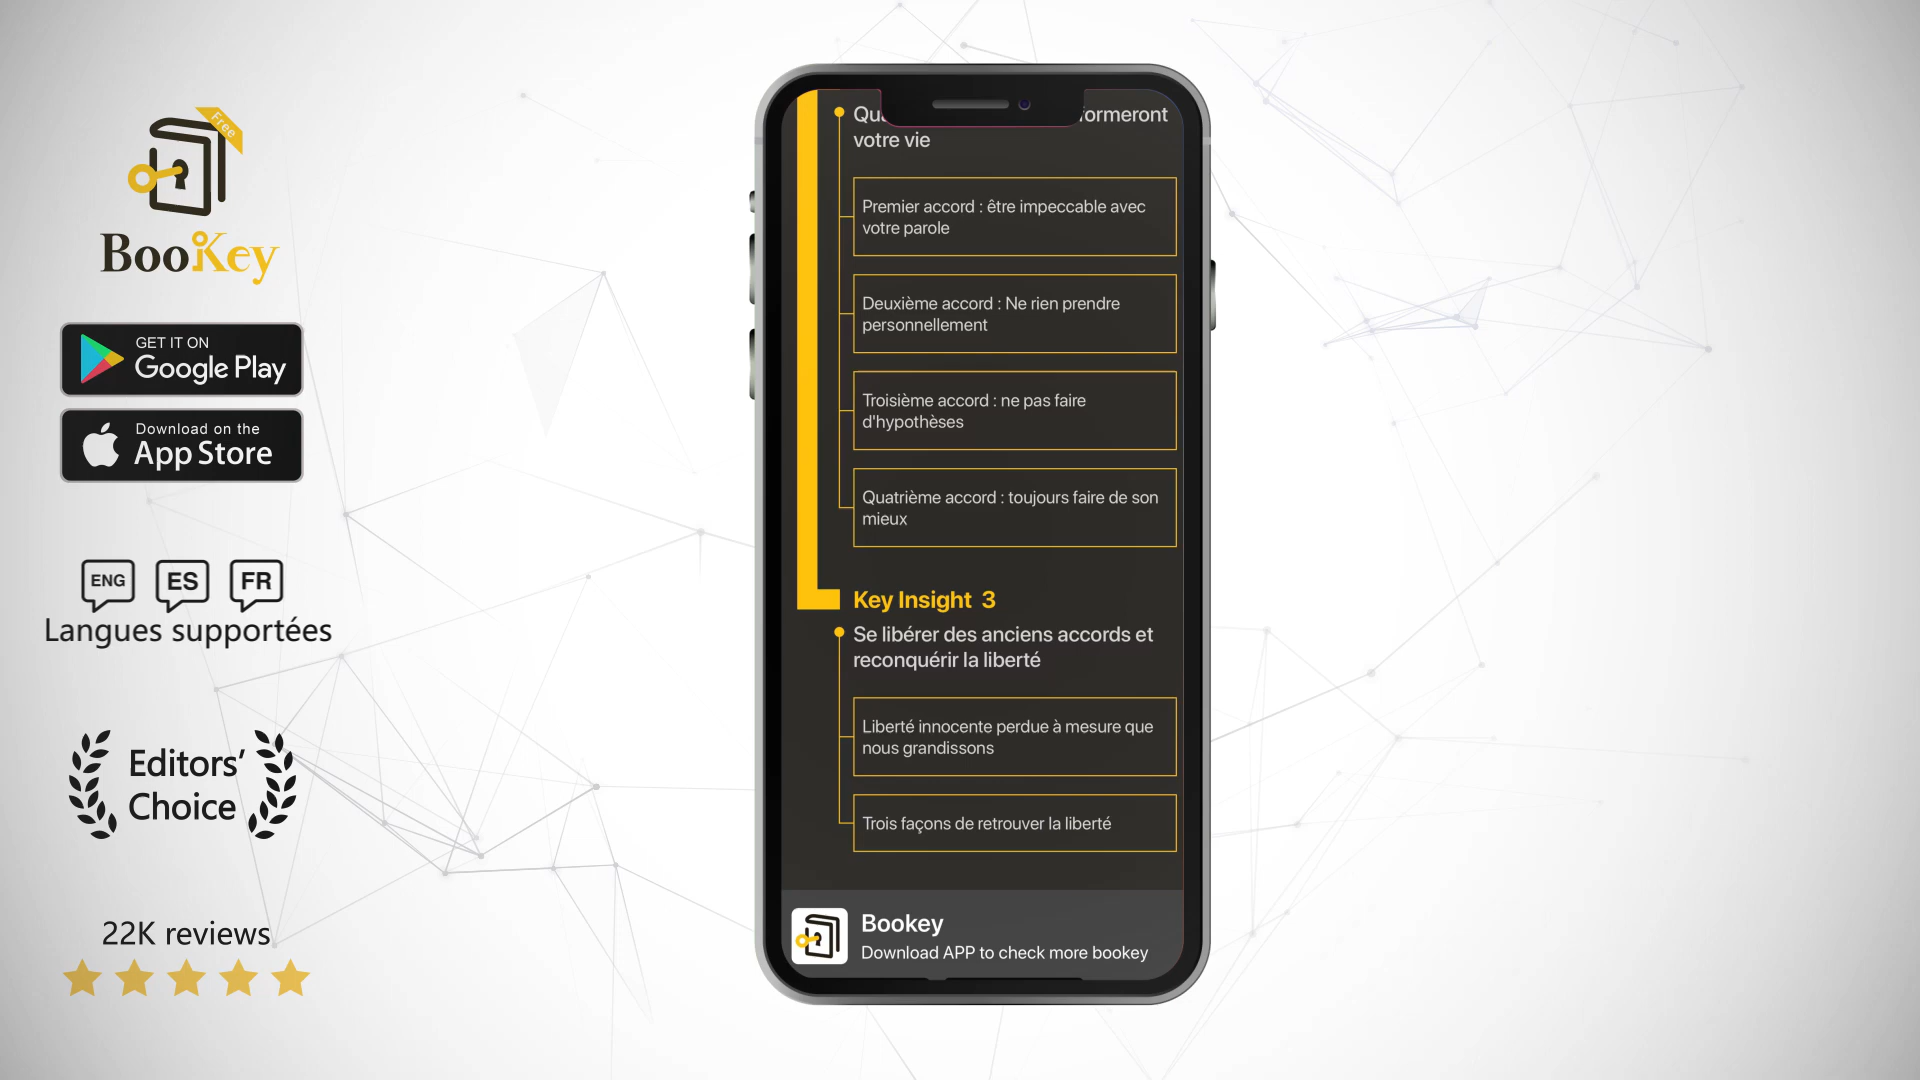 Free
BooKey
GET IT ON
Google Play
Download on the
App Store
ENG ES FR
Langues supportées
Editors'
Choice
22K reviews
votre vie
Premier accord : être impeccable avec
votre parole
Deuxième accord : Ne rien prendre
personnellement
Troisième accord : ne pas faire
d'hypothèses
Quatrième accord : toujours faire de son
mieux
Key Insight 3
Se libérer des anciens accords et
reconquérir la liberté
Liberté innocente perdue à mesure que
nous grandissons
Trois façons de retrouver la liberté
Bookey
Download APP to check more bookey